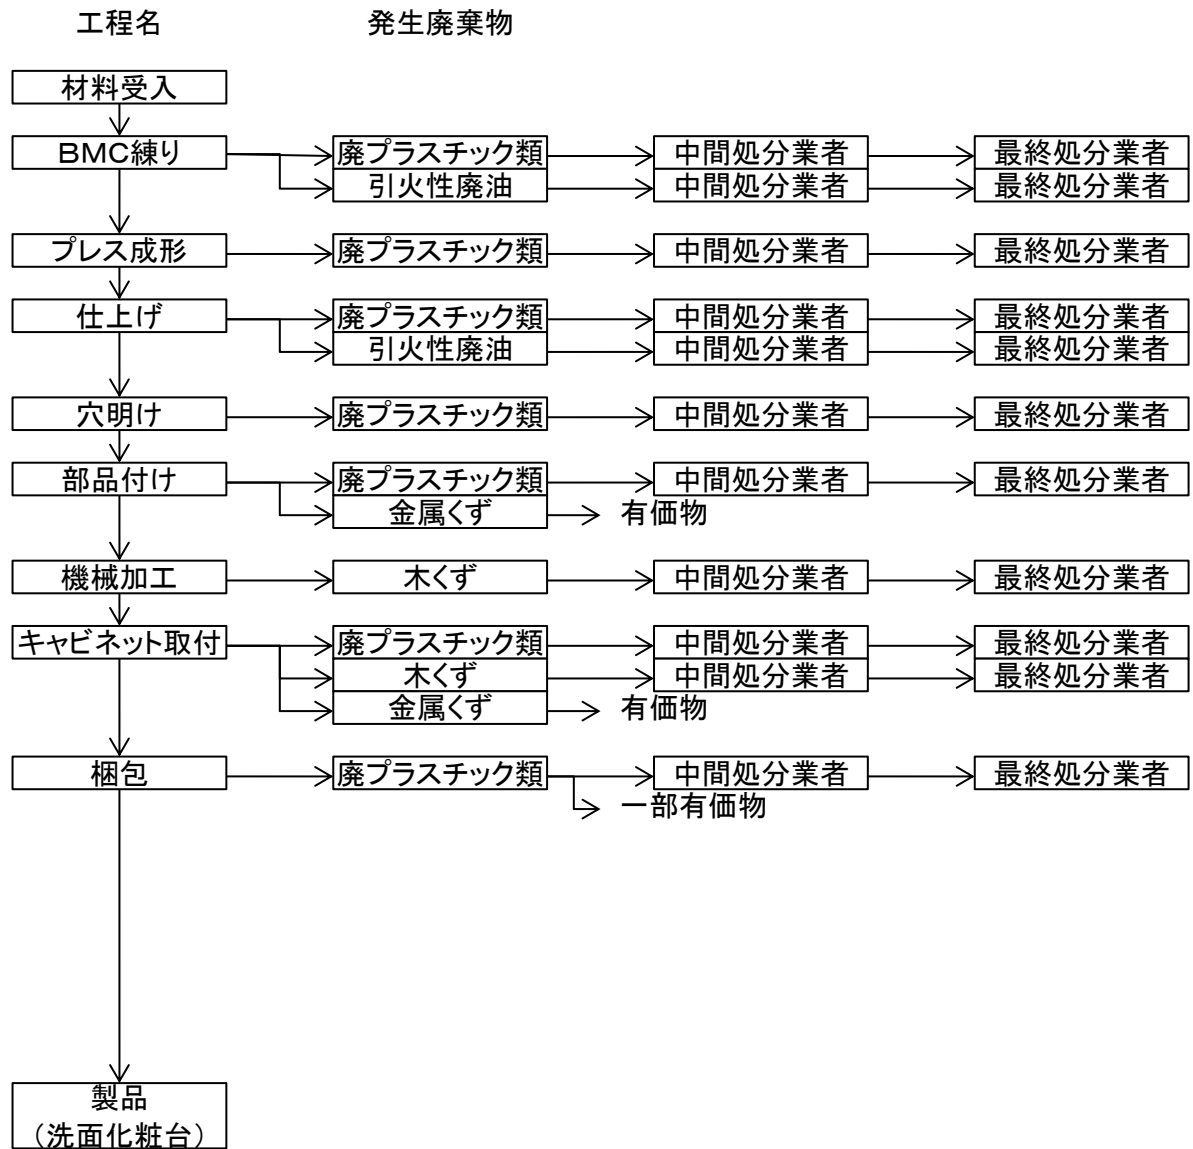 工程名 発生廃棄物
材料受入
BMC練り 廃プラスチック類 中間処分業者 最終処分業者
引火性廃油 中間処分業者 最終処分業者
プレス成形 廃プラスチック類 中間処分業者 最終処分業者
仕上げ 廃プラスチック類 中間処分業者 最終処分業者
引火性廃油 中間処分業者 最終処分業者
穴明け 廃プラスチック類 中間処分業者 最終処分業者
部品付け 廃プラスチック類 中間処分業者 最終処分業者
金属くず 有価物
機械加工 木くず 中間処分業者 最終処分業者
キャビネット取付 廃プラスチック類 中間処分業者 最終処分業者
木くず 中間処分業者 最終処分業者
金属くず 有価物
梱包 廃プラスチック類 中間処分業者 最終処分業者
一部有価物
製品
（洗面化粧台）